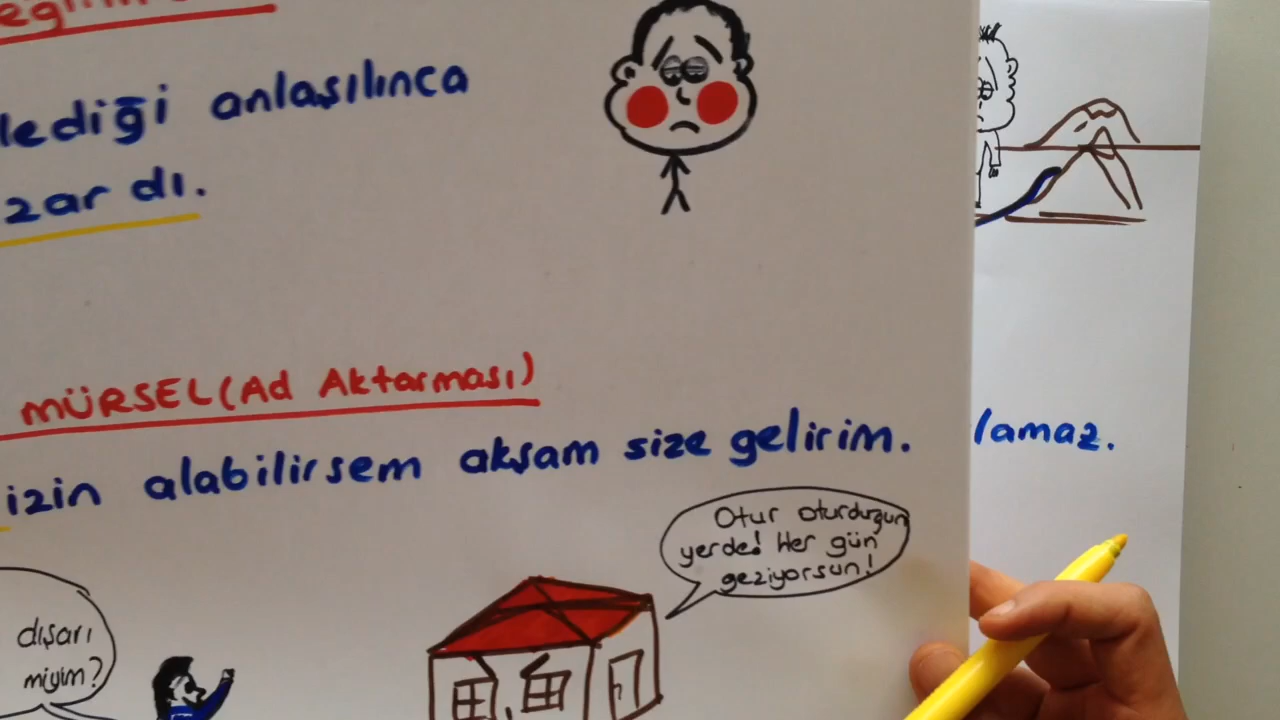 lediği anlaşılınca
zar dı.
MÜRSEL (Ad Aktarması)
izin alabilirsem akşam size gelirim.
lamaz.
Otur oturduğun
yerde! Her gün
geziyorsun!
dışarı
mıyım?